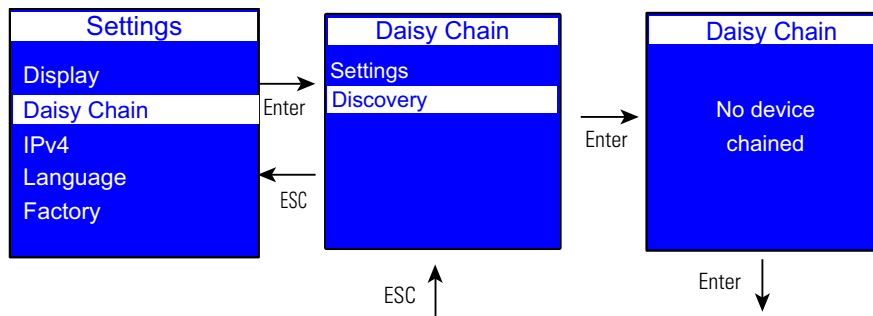 Settings
Display
Daisy Chain
IPv4
Language
Factory
Enter
ESC
Daisy Chain
Settings
Discovery
Enter
ESC
Daisy Chain
No device
chained
Enter